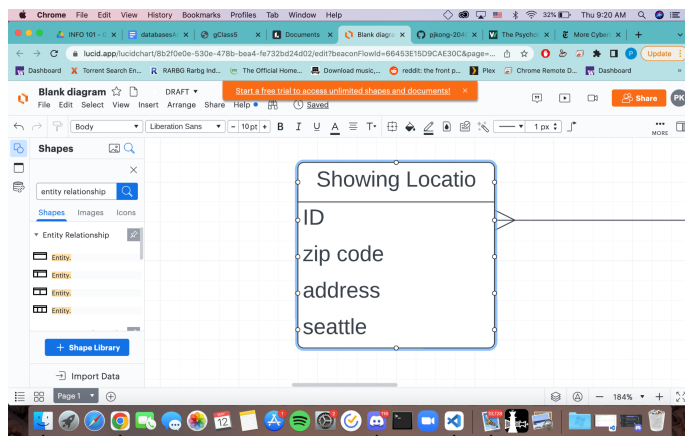 Chrome File Edit View History Bookmarks Profiles Tab Window Help 32% Thu 9:20 AM
INFO 101 - databasesA gClass5 Documents Blank diagra pjkong-204 The Psycho More Cyber
lucid.app/lucidchart/8b2f0e0e-530e-478b-bea4-fe732bd24d02/edit?beaconFlowId=66453E15D9CAE30C&page=... P Update
Dashboard Torrent Search En... RARBG Rarbg Ind... The Official Home... Download music,... reddit: the front p... Plex Chrome Remote D... Dashboard »
Blank diagram DRAFT Start a free trial to access unlimited shapes and documents! × Share PK
File Edit Select View Insert Arrange Share Help Saved
Body Liberation Sans - 10 pt + B I U A T 1 px MORE
Shapes
entity relationship
Shapes Images Icons
Entity Relationship
Entity.
Entity.
Entity.
Entity.
+ Shape Library
Import Data
Showing Locatio
ID
zip code
address
seattle
Page 1 184%